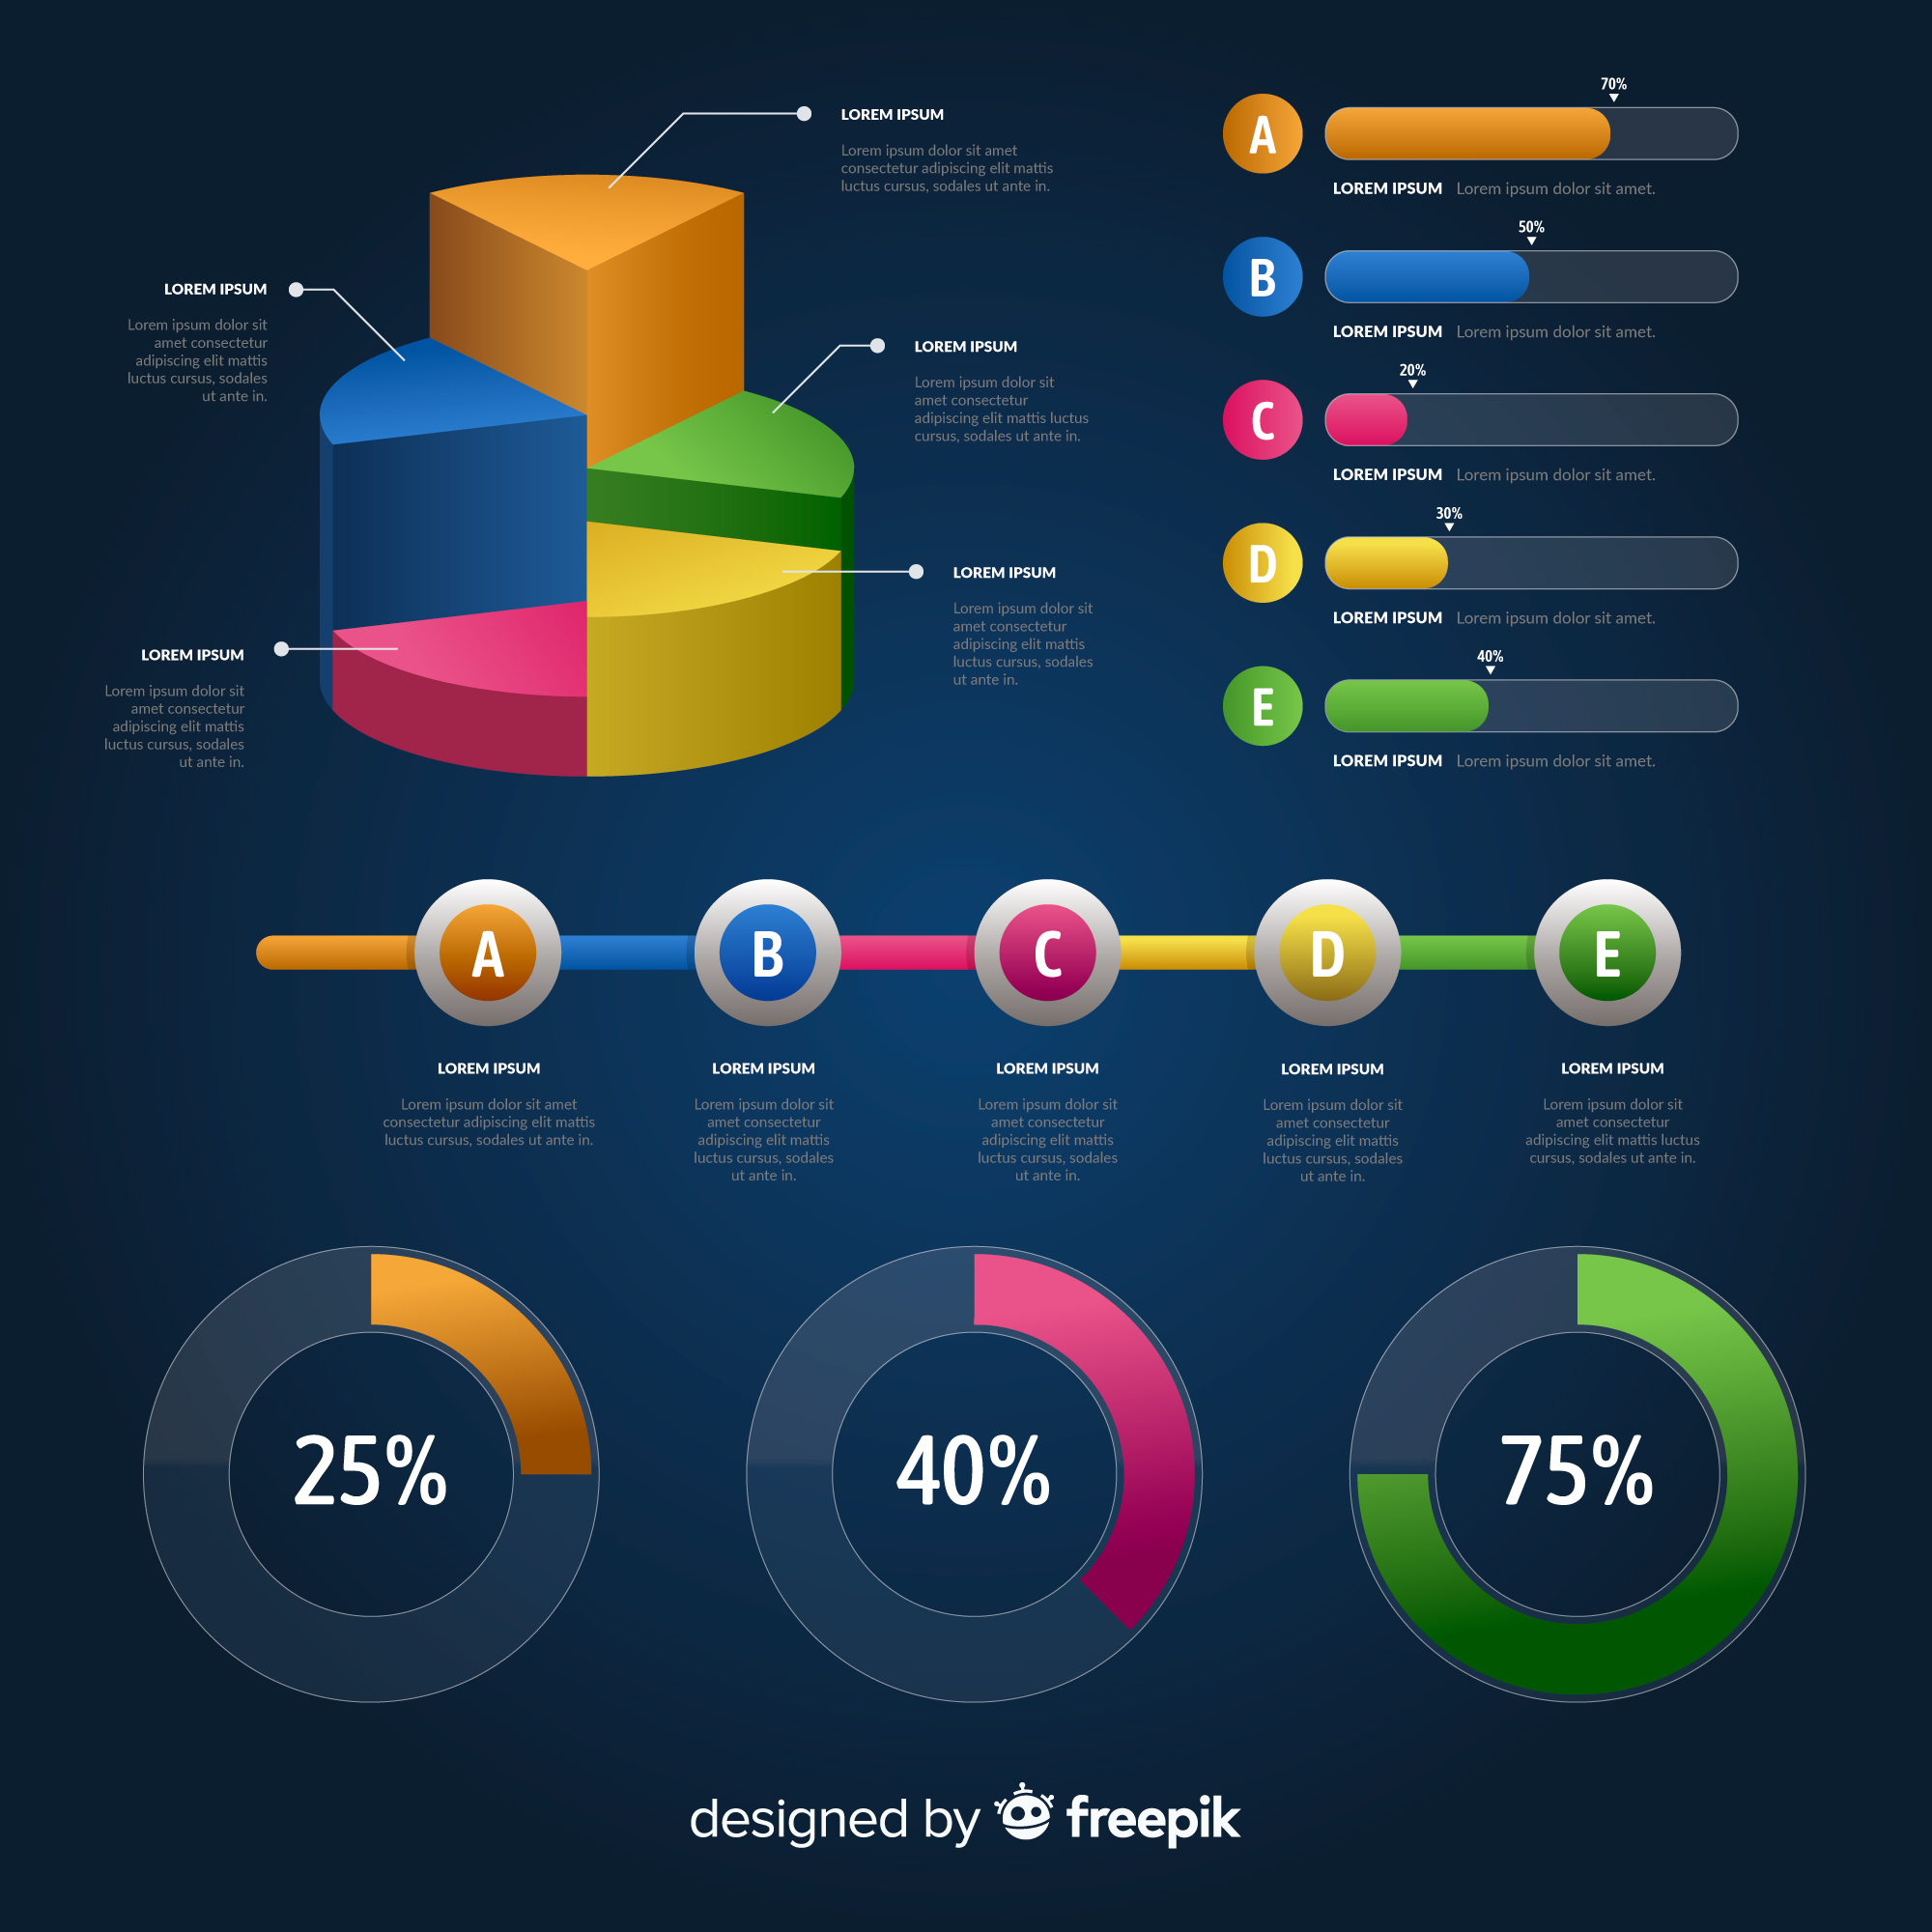 LOREM IPSUM
Lorem ipsum dolor sit amet
consectetur adipiscing elit mattis
luctus cursus, sodales ut ante in.
LOREM IPSUM
Lorem ipsum dolor sit
amet consectetur
adipiscing elit mattis
luctus cursus, sodales
ut ante in.
LOREM IPSUM
Lorem ipsum dolor sit
amet consectetur
adipiscing elit mattis luctus
cursus, sodales ut ante in.
LOREM IPSUM
Lorem ipsum dolor sit
amet consectetur
adipiscing elit mattis
luctus cursus, sodales
ut ante in.
LOREM IPSUM
Lorem ipsum dolor sit
amet consectetur
adipiscing elit mattis
luctus cursus, sodales
ut ante in.
70%
A
LOREM IPSUM Lorem ipsum dolor sit amet.
50%
B
LOREM IPSUM Lorem ipsum dolor sit amet.
20%
C
LOREM IPSUM Lorem ipsum dolor sit amet.
30%
D
LOREM IPSUM Lorem ipsum dolor sit amet.
40%
E
LOREM IPSUM Lorem ipsum dolor sit amet.
A
B
C
D
E
LOREM IPSUM
Lorem ipsum dolor sit amet
consectetur adipiscing elit mattis
luctus cursus, sodales ut ante in.
LOREM IPSUM
Lorem ipsum dolor sit
amet consectetur
adipiscing elit mattis
luctus cursus, sodales
ut ante in.
LOREM IPSUM
Lorem ipsum dolor sit
amet consectetur
adipiscing elit mattis
luctus cursus, sodales
ut ante in.
LOREM IPSUM
Lorem ipsum dolor sit
amet consectetur
adipiscing elit mattis
luctus cursus, sodales
ut ante in.
LOREM IPSUM
Lorem ipsum dolor sit
amet consectetur
adipiscing elit mattis luctus
cursus, sodales ut ante in.
25%
40%
75%
designed by freepik